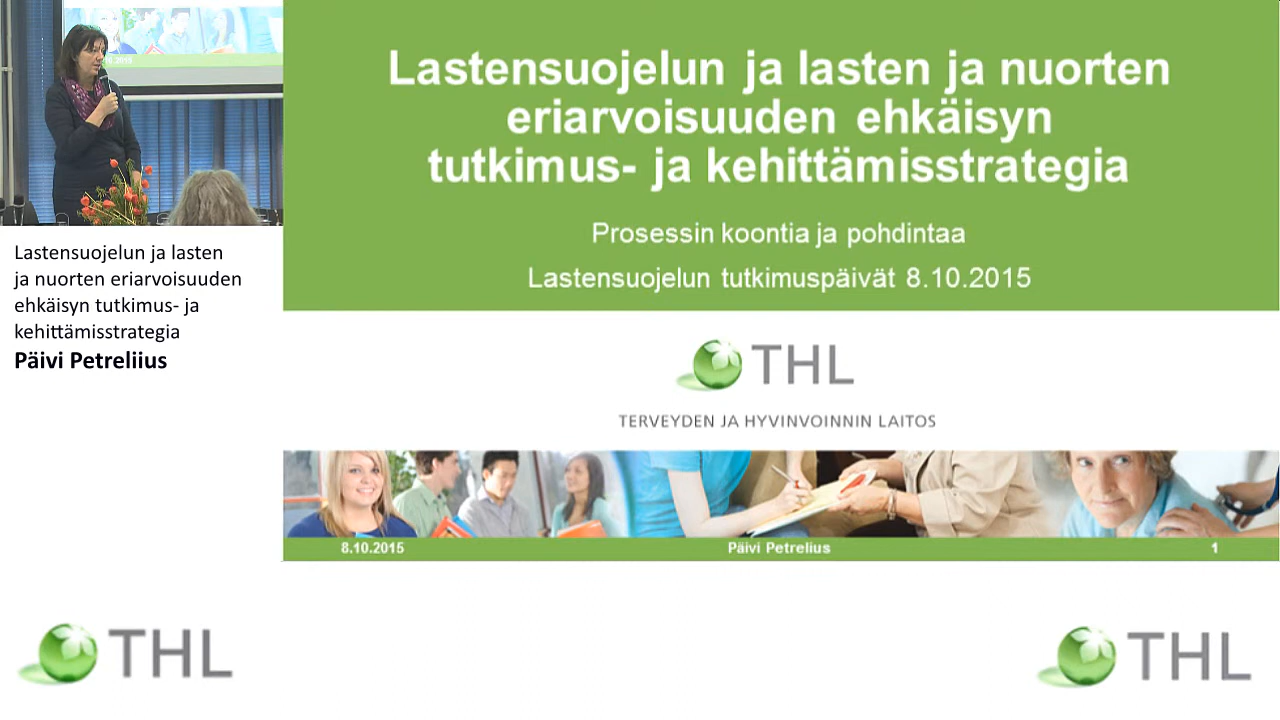 Lastensuojelun ja lasten ja nuorten
eriarvoisuuden ehkäisyn
tutkimus- ja kehittämisstrategia
Prosessin koontia ja pohdintaa
Lastensuojelun tutkimuspäivät 8.10.2015
THL
TERVEYDEN JA HYVINVOINNIN LAITOS
8.10.2015 Päivi Petrelius 1
Lastensuojelun ja lasten
ja nuorten eriarvoisuuden
ehkäisyn tutkimus- ja
kehittämisstrategia
Päivi Petreliius
THL
THL